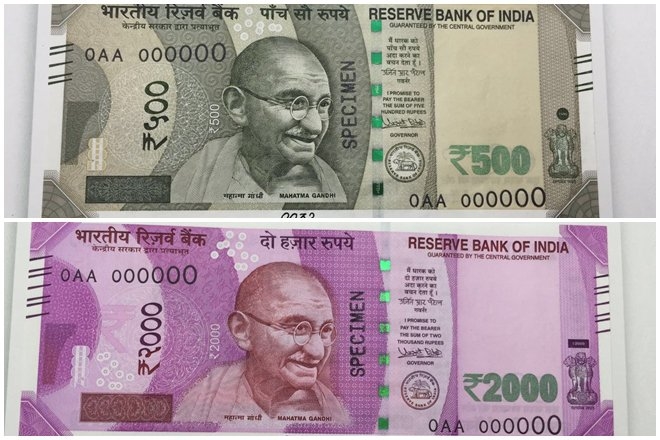 भारतीय रिज़र्व बैंक पाँच सौ रुपये RESERVE BANK OF INDIA
केन्द्रीय सरकार द्वारा प्रत्याभूत GUARANTEED BY THE CENTRAL GOVERNMENT
0AA 000000
मैं धारक को
पाँच सौ रुपये
अदा करने का
वचन देता हूँ ।
गवर्नर
₹५००
₹500
SPECIMEN
I PROMISE TO
PAY THE BEARER
THE SUM OF FIVE
HUNDRED RUPEES
GOVERNOR
₹500
महात्मा गांधी MAHATMA GANDHI
0AA 000000
भारतीय रिज़र्व बैंक दो हज़ार रुपये RESERVE BANK OF INDIA
केन्द्रीय सरकार द्वारा प्रत्याभूत GUARANTEED BY THE CENTRAL GOVERNMENT
0AA 000000
मैं धारक को
दो हज़ार रुपये
अदा करने का
वचन देता हूँ ।
गवर्नर
₹२०००
₹2000
SPECIMEN
I PROMISE TO
PAY THE BEARER
THE SUM OF TWO
THOUSAND RUPEES
GOVERNOR
₹2000
महात्मा गांधी MAHATMA GANDHI
0AA 000000